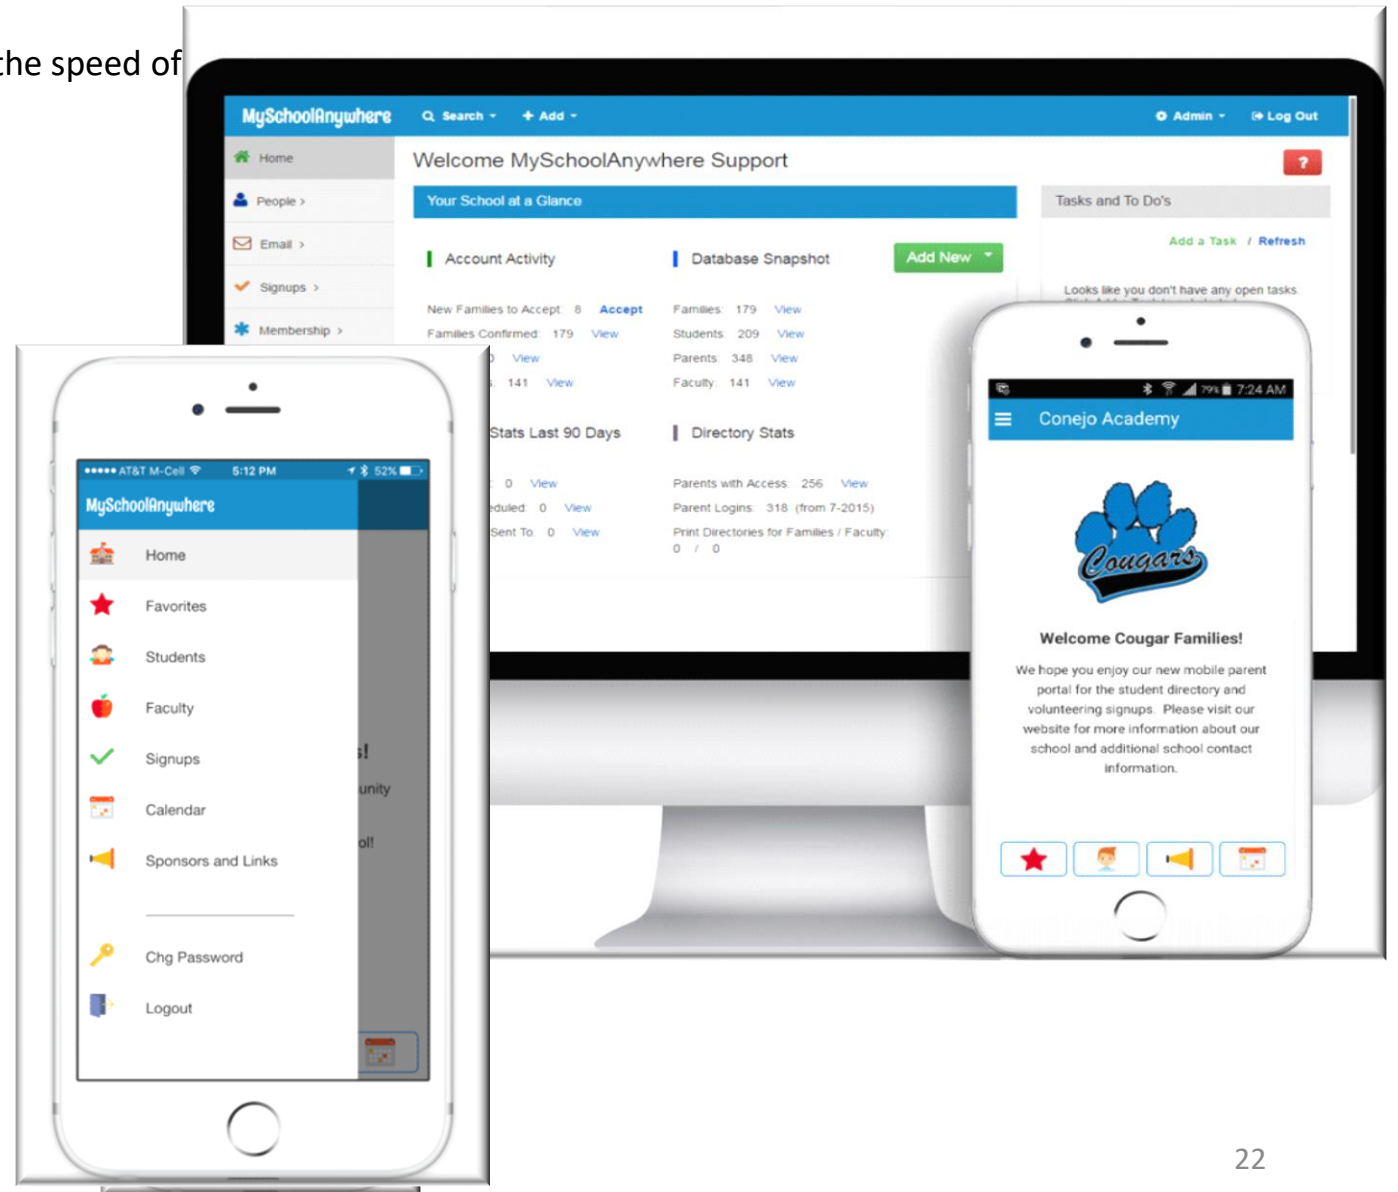 the speed of
MySchoolAnywhere Search + Add Admin Log Out
Home
People >
Email >
Signups >
Membership >
Welcome MySchoolAnywhere Support
?
Your School at a Glance
Account Activity
New Families to Accept: 8 Accept
Families Confirmed: 179 View
View
141 View
Stats Last 90 Days
0 View
0 View
Sent To: 0 View
Database Snapshot
Add New
Families: 179 View
Students: 209 View
Parents: 348 View
Faculty: 141 View
Directory Stats
Parents with Access: 256 View
Parent Logins: 318 (from 7-2015)
Print Directories for Families / Faculty:
0 / 0
Tasks and To Do's
Add a Task / Refresh
Looks like you don't have any open tasks.
AT&T M-Cell 5:12 PM 52%
MySchoolAnywhere
Home
Favorites
Students
Faculty
Signups
Calendar
Sponsors and Links
Chg Password
Logout
79% 7:24 AM
Conejo Academy
Cougars
Welcome Cougar Families!
We hope you enjoy our new mobile parent
portal for the student directory and
volunteering signups. Please visit our
website for more information about our
school and additional school contact
information.
22